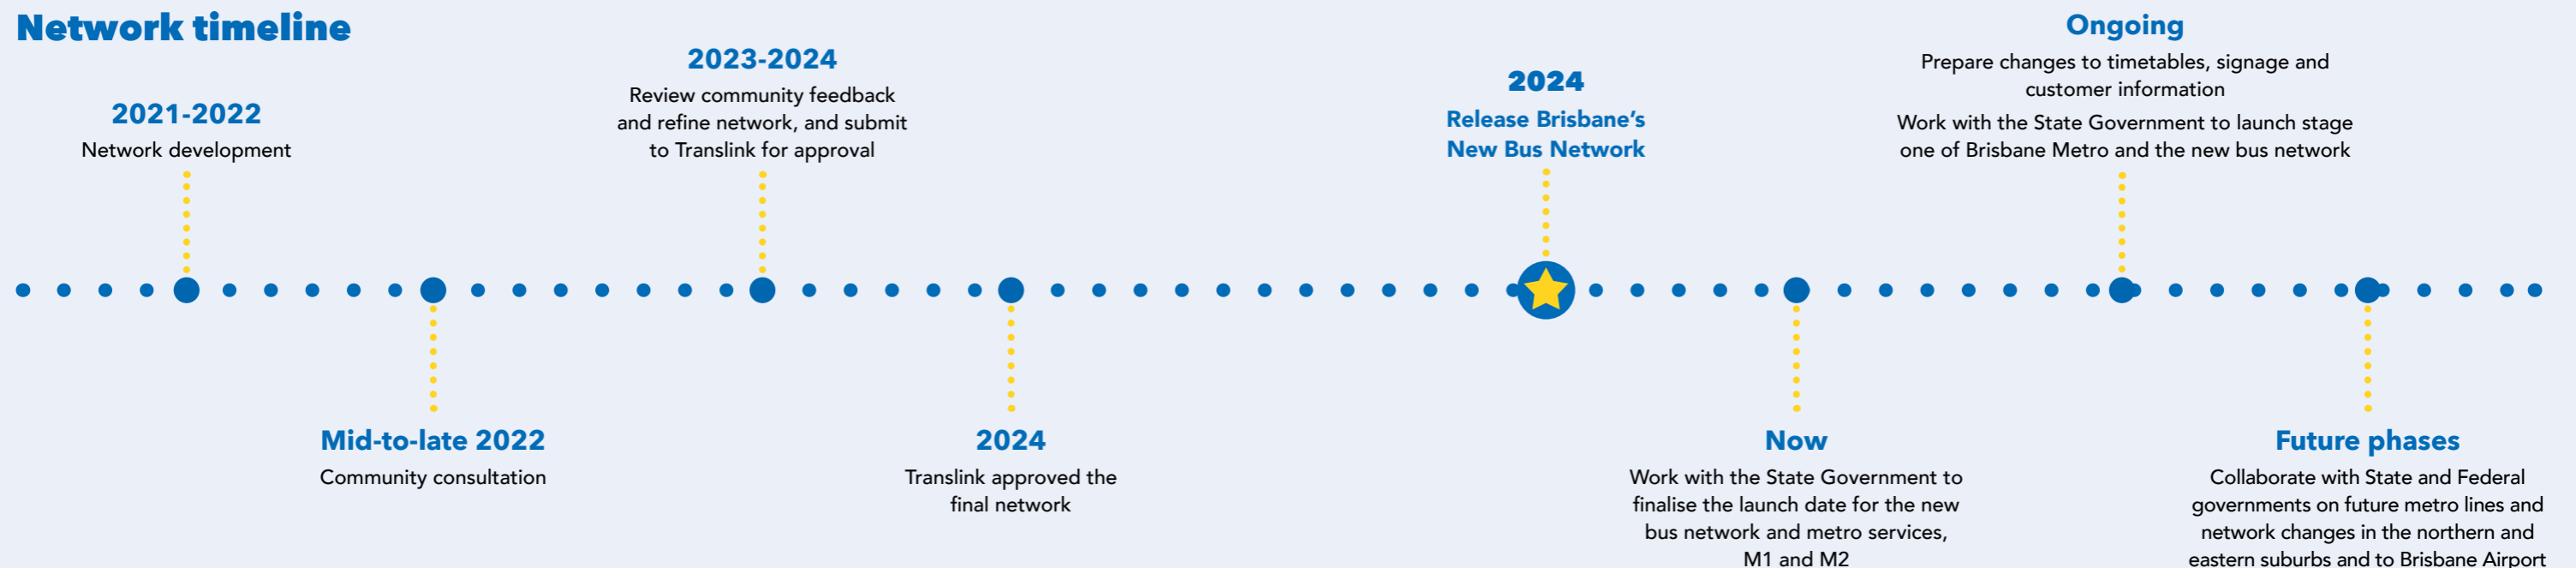 Network timeline
2021-2022
Network development
Mid-to-late 2022
Community consultation
2023-2024
Review community feedback
and refine network, and submit
to Translink for approval
2024
Translink approved the
final network
2024
Release Brisbane’s
New Bus Network
Now
Work with the State Government to
finalise the launch date for the new
bus network and metro services,
M1 and M2
Ongoing
Prepare changes to timetables, signage and
customer information
Work with the State Government to launch stage
one of Brisbane Metro and the new bus network
Future phases
Collaborate with State and Federal
governments on future metro lines and
network changes in the northern and
eastern suburbs and to Brisbane Airport